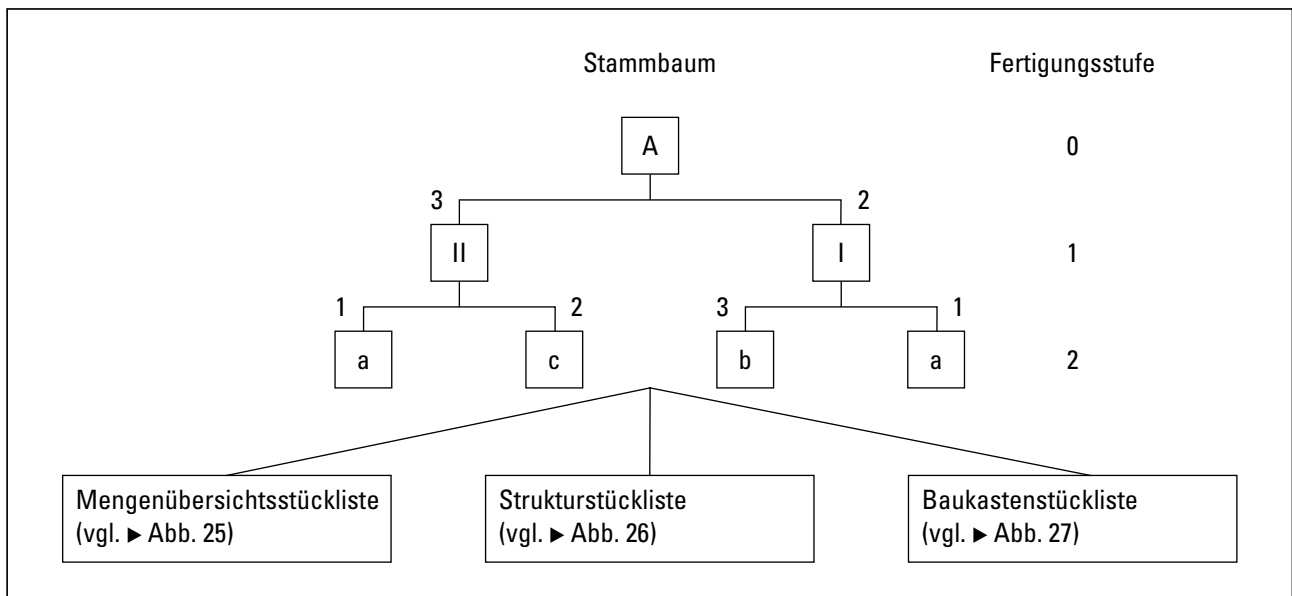 Stammbaum Fertigungsstufe
A 0
3 2
II I 1
1 2 3 1
a c b a 2
Mengenübersichtsstückliste
(vgl. ► Abb. 25)
Strukturstückliste
(vgl. ► Abb. 26)
Baukastenstückliste
(vgl. ► Abb. 27)